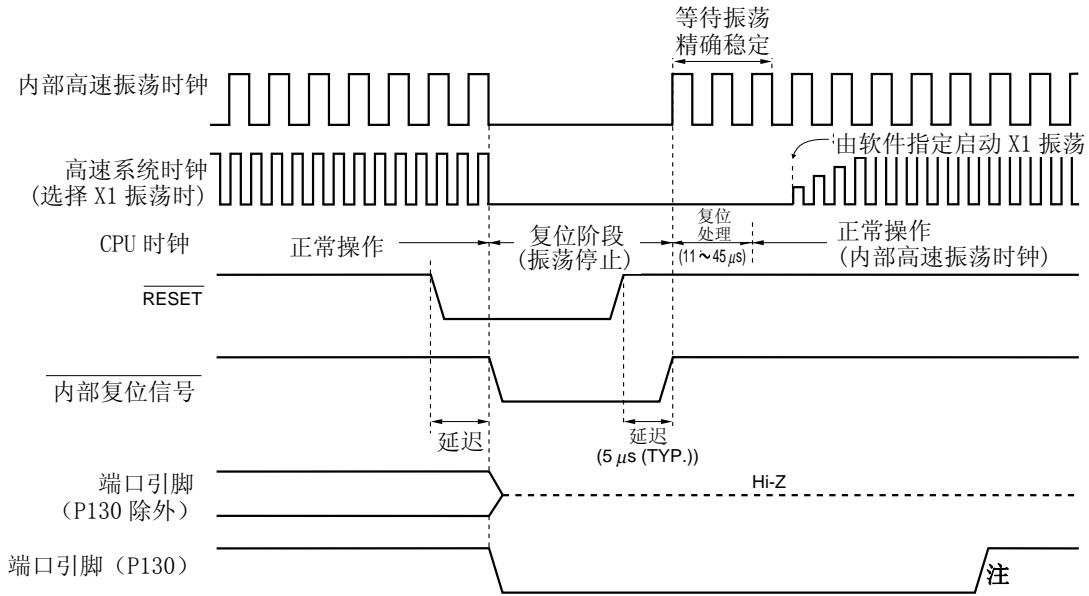 等待振荡
精确稳定
内部高速振荡时钟
由软件指定启动 X1 振荡
高速系统时钟
(选择 X1 振荡时)
CPU 时钟
正常操作
复位阶段
(振荡停止)
复位
处理
(11～45 μs)
正常操作
(内部高速振荡时钟)
RESET
内部复位信号
延迟
延迟
(5 μs (TYP.))
端口引脚
（P130 除外）
Hi-Z
端口引脚（P130）
注